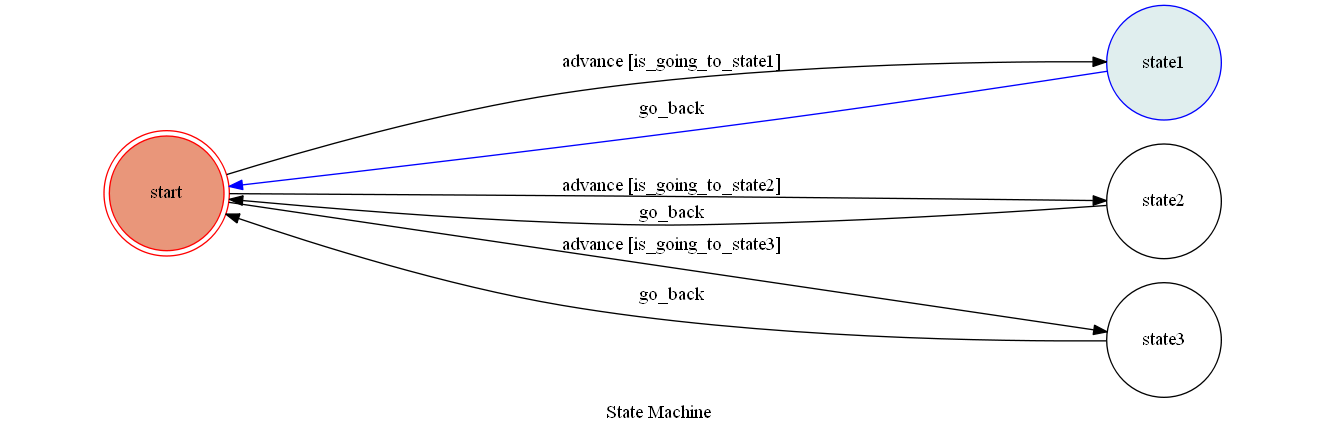 advance [is_going_to_state1]
state1
go_back
start
advance [is_going_to_state2]
state2
go_back
advance [is_going_to_state3]
go_back
state3
State Machine